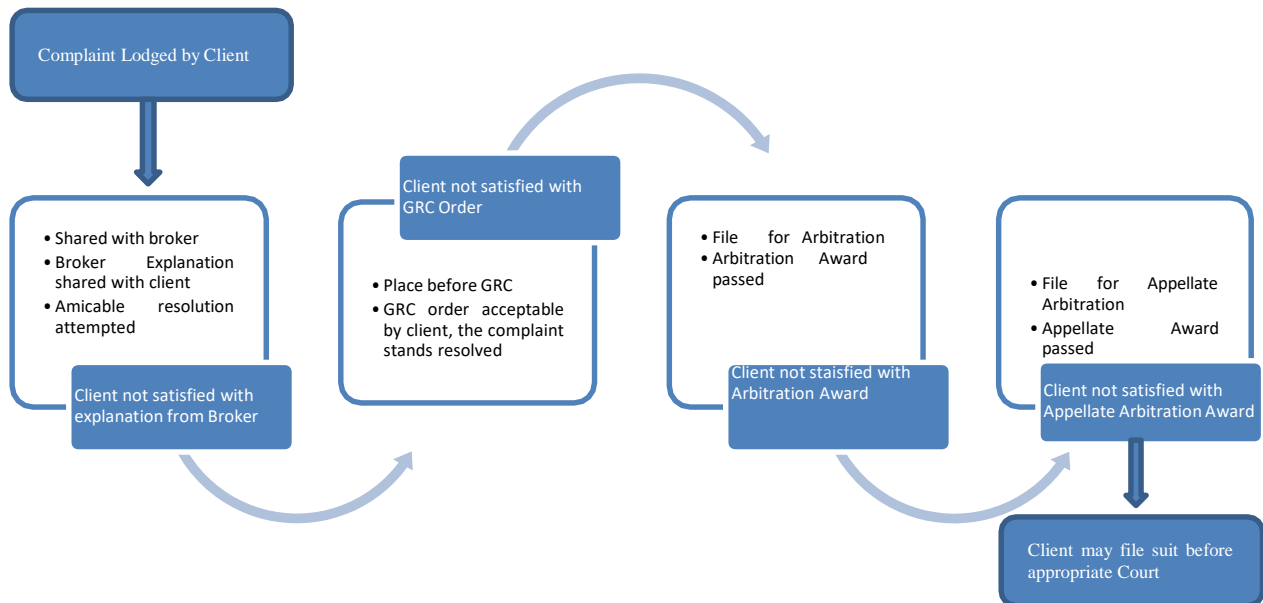 Complaint Lodged by Client
• Shared with broker
• Broker Explanation
shared with client
• Amicable resolution
attempted
Client not satisfied with
explanation from Broker
Client not satisfied with
GRC Order
• Place before GRC
• GRC order acceptable
by client, the complaint
stands resolved
• File for Arbitration
• Arbitration Award
passed
Client not staisfied with
Arbitration Award
• File for Appellate
Arbitration
• Appellate Award
passed
Client not satisfied with
Appellate Arbitration Award
Client may file suit before
appropriate Court